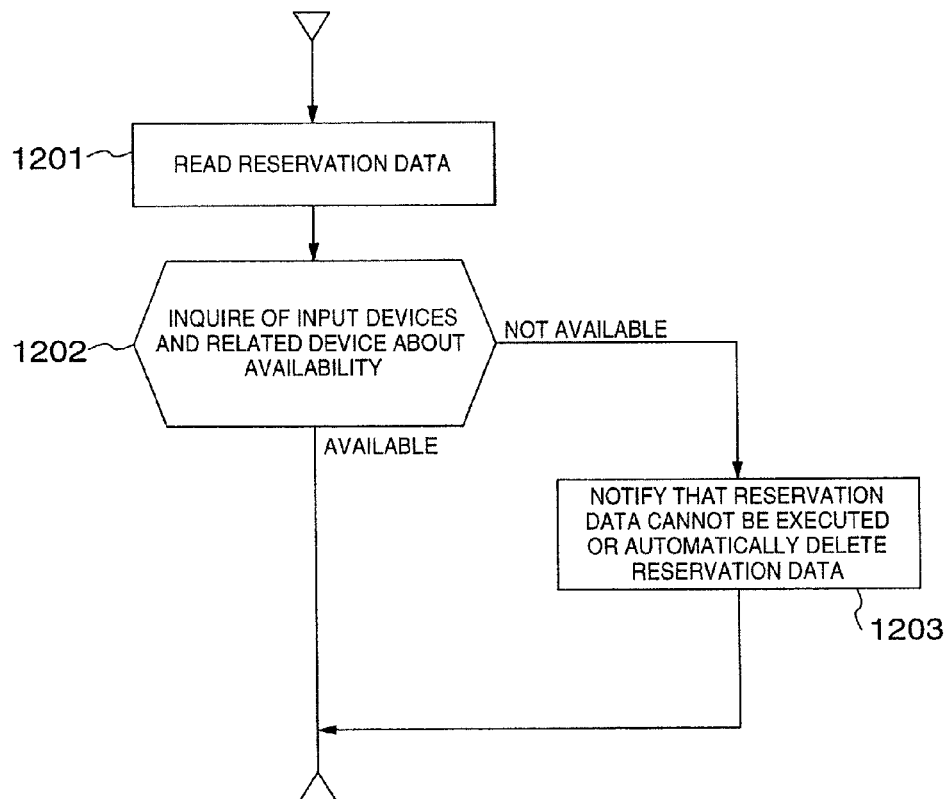 1201
READ RESERVATION DATA
1202
INQUIRE OF INPUT DEVICES
AND RELATED DEVICE ABOUT
AVAILABILITY
NOT AVAILABLE
AVAILABLE
NOTIFY THAT RESERVATION
DATA CANNOT BE EXECUTED
OR AUTOMATICALLY DELETE
RESERVATION DATA
1203